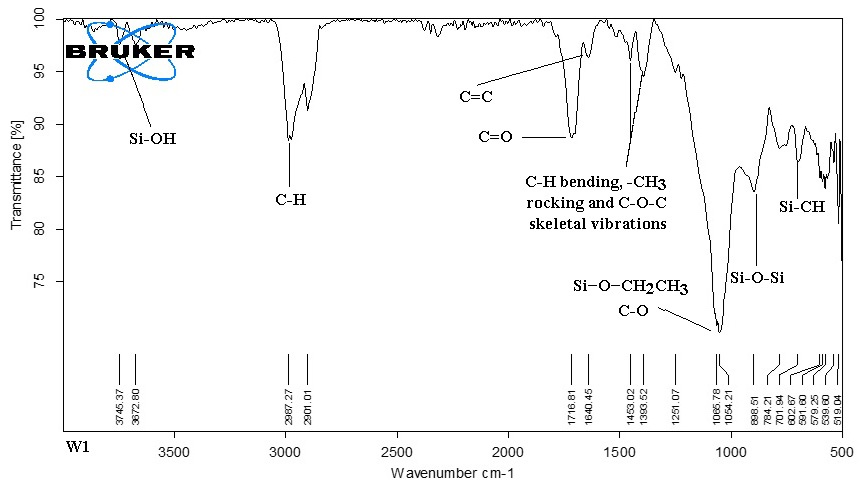 100
95
90
85
80
75
Transmittance [%]
BRUKER
Si-OH
C-H
C=C
C=O
C-H bending, -CH3
rocking and C-O-C
skeletal vibrations
Si-O-CH2CH3
C-O
Si-O-Si
Si-CH
3745.37
3672.80
2987.27
2901.01
1716.81
1640.45
1453.02
1393.52
1251.07
1065.78
1054.21
898.51
784.21
701.94
602.67
591.60
579.25
539.60
519.04
W1
3500
3000
2500
2000
1500
1000
500
Wavenumber cm-1